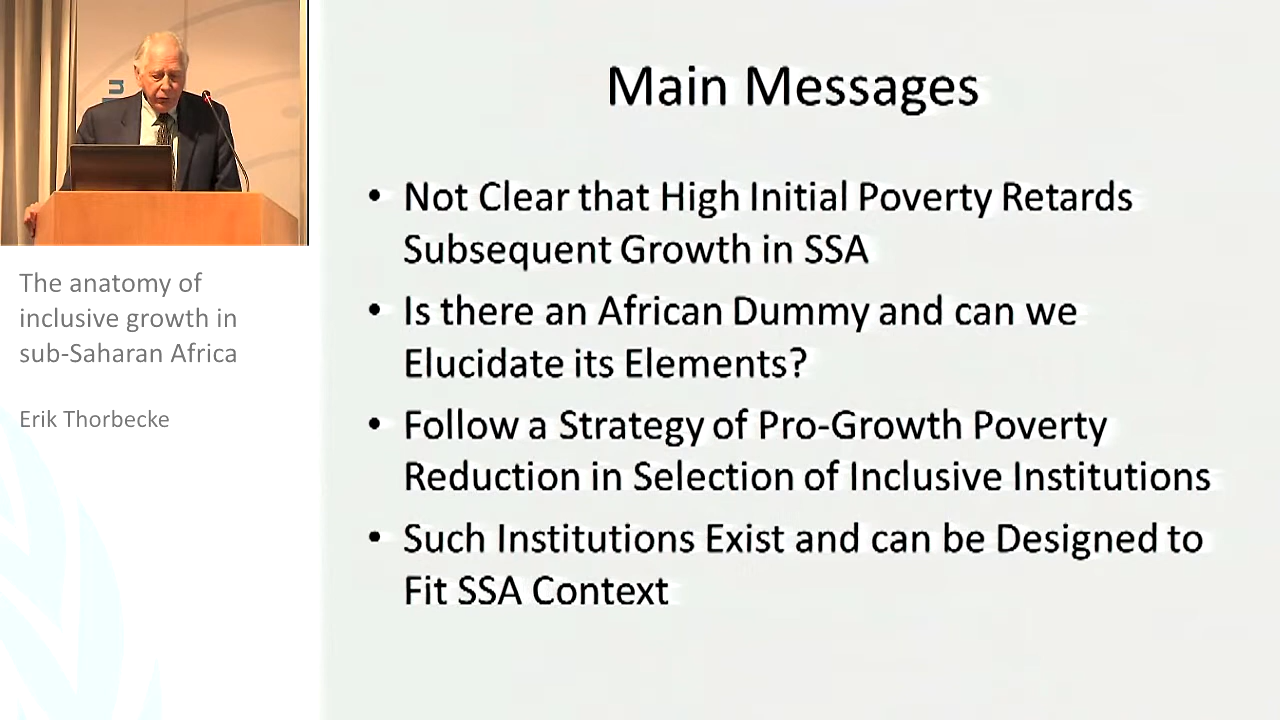 Main Messages
• Not Clear that High Initial Poverty Retards
Subsequent Growth in SSA
• Is there an African Dummy and can we
Elucidate its Elements?
• Follow a Strategy of Pro-Growth Poverty
Reduction in Selection of Inclusive Institutions
• Such Institutions Exist and can be Designed to
Fit SSA Context
The anatomy of
inclusive growth in
sub-Saharan Africa
Erik Thorbecke